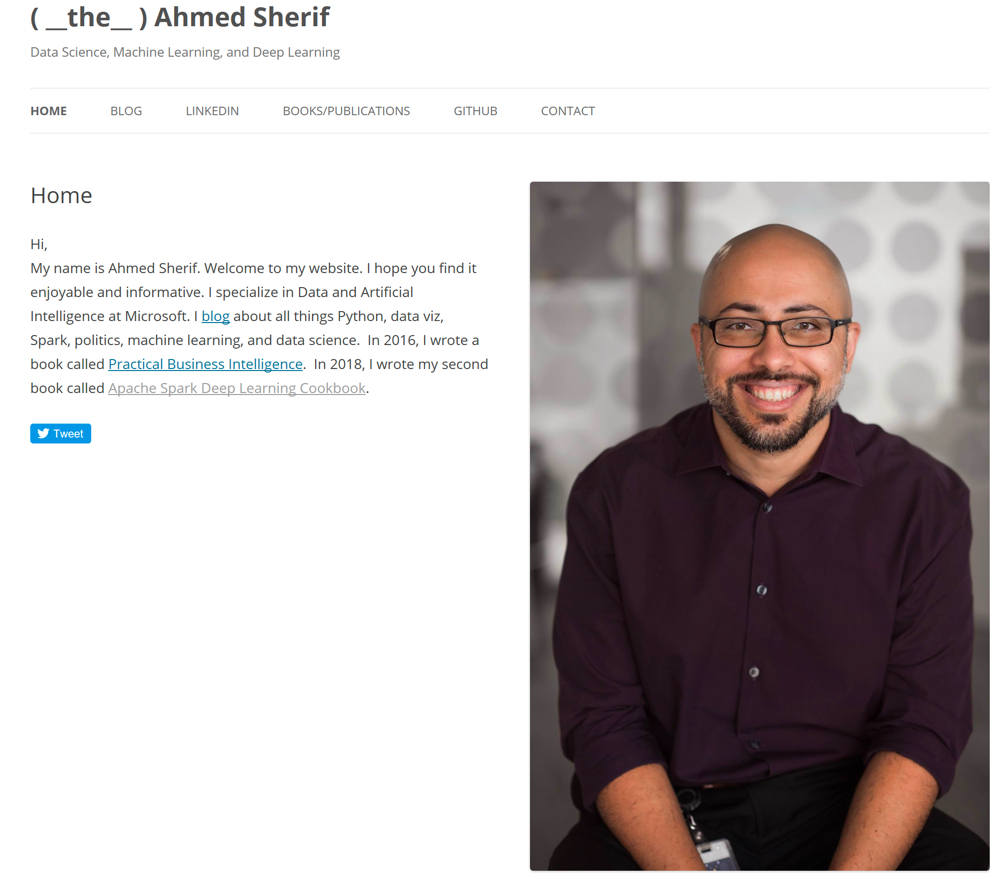 ( __the__ ) Ahmed Sherif
Data Science, Machine Learning, and Deep Learning
HOME BLOG LINKEDIN BOOKS/PUBLICATIONS GITHUB CONTACT
Home
Hi,
My name is Ahmed Sherif. Welcome to my website. I hope you find it
enjoyable and informative. I specialize in Data and Artificial
Intelligence at Microsoft. I blog about all things Python, data viz,
Spark, politics, machine learning, and data science.  In 2016, I wrote a
book called Practical Business Intelligence.  In 2018, I wrote my second
book called Apache Spark Deep Learning Cookbook.
Tweet